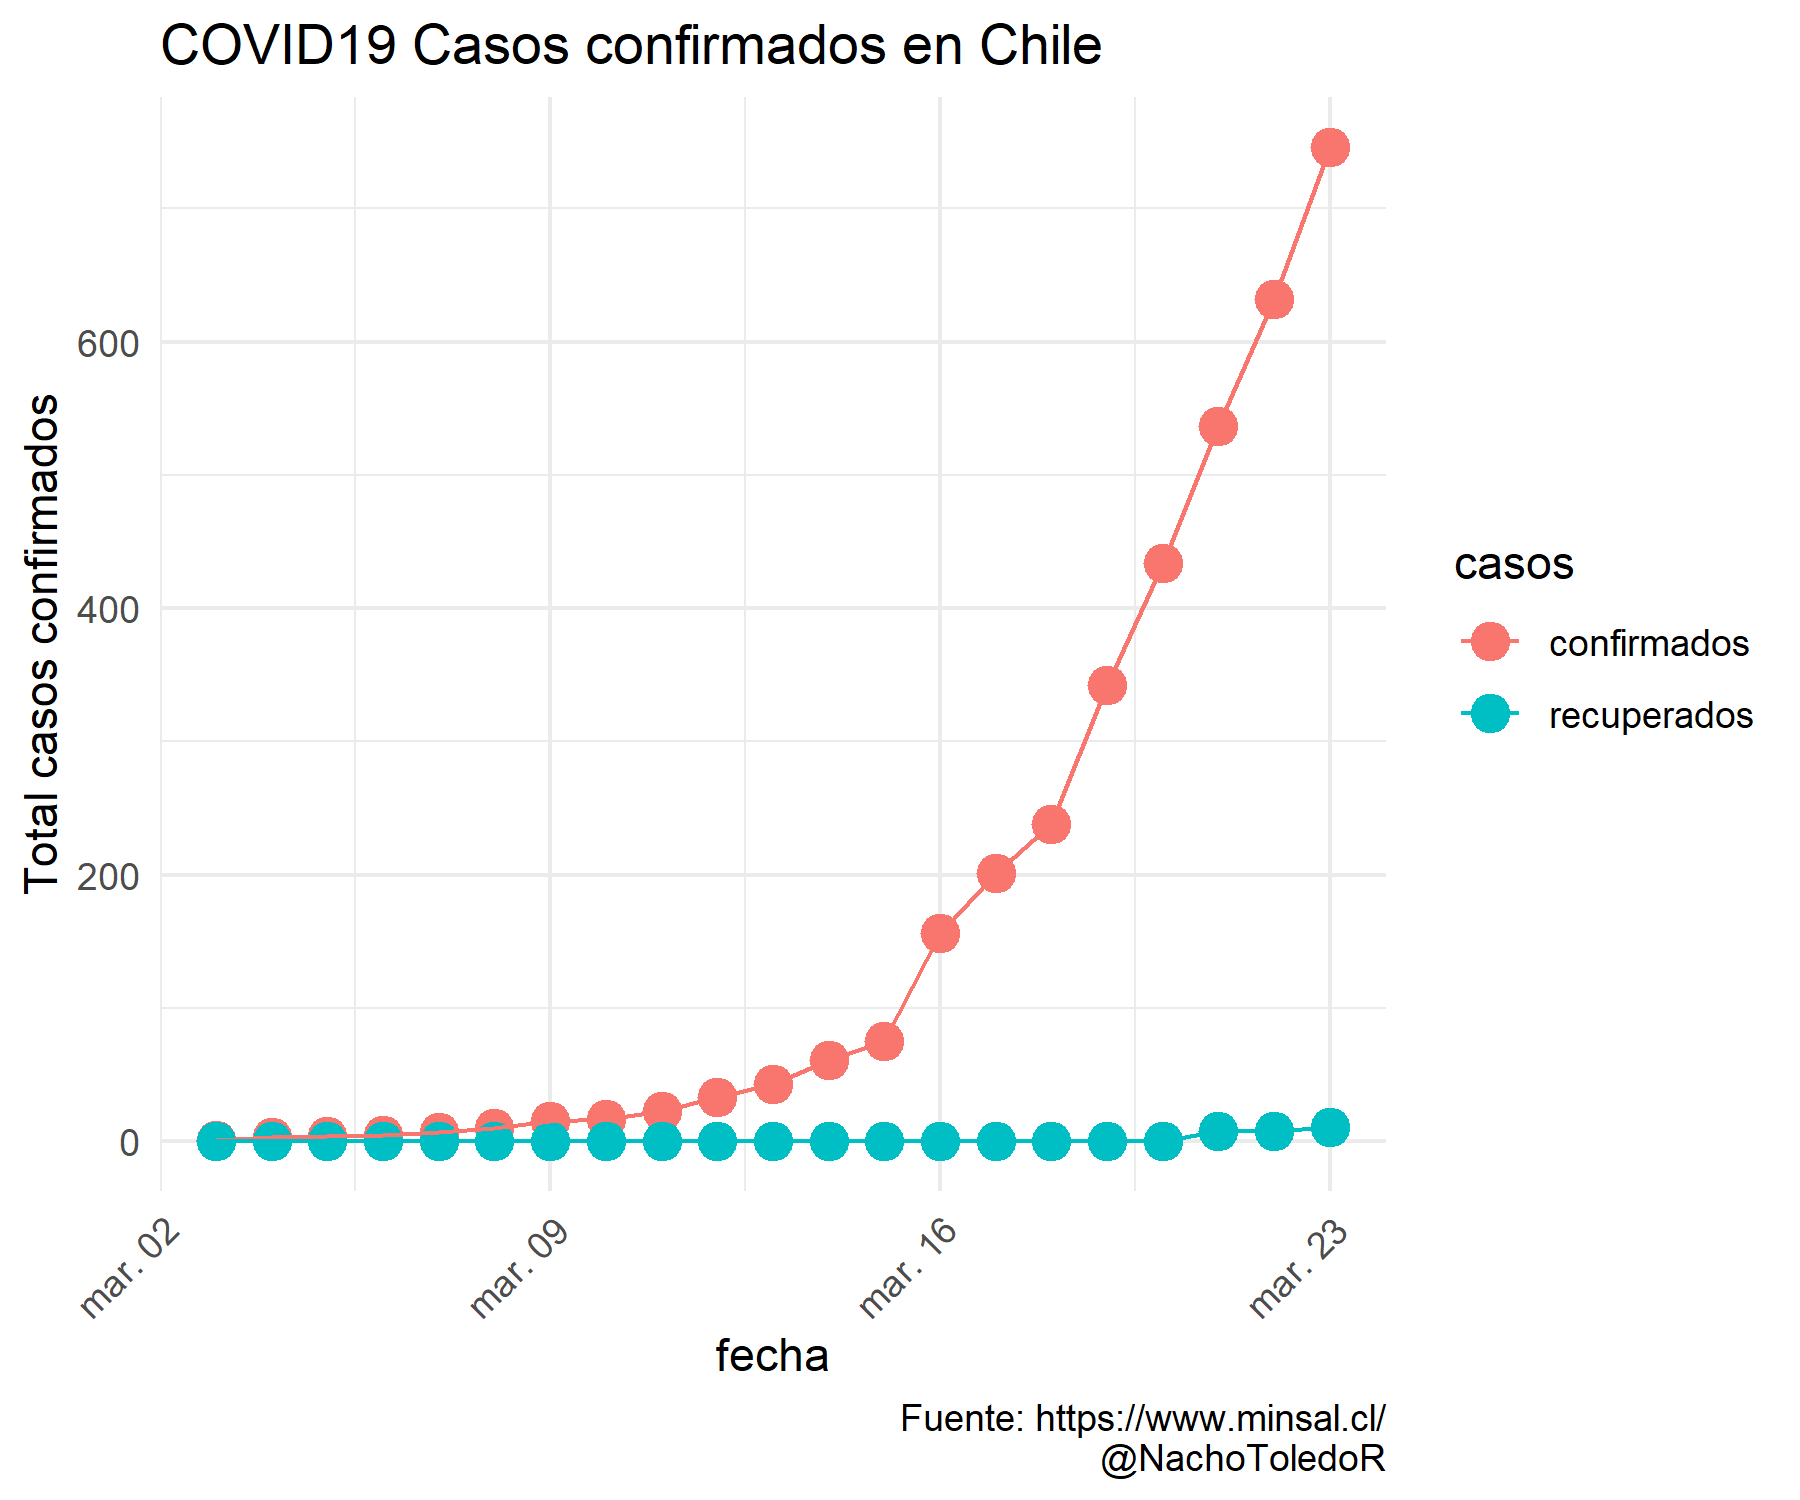 COVID19 Casos confirmados en Chile
Total casos confirmados
600
400
200
0
mar. 02
mar. 09
mar. 16
mar. 23
fecha
casos
confirmados
recuperados
Fuente: https://www.minsal.cl/
@NachoToledoR